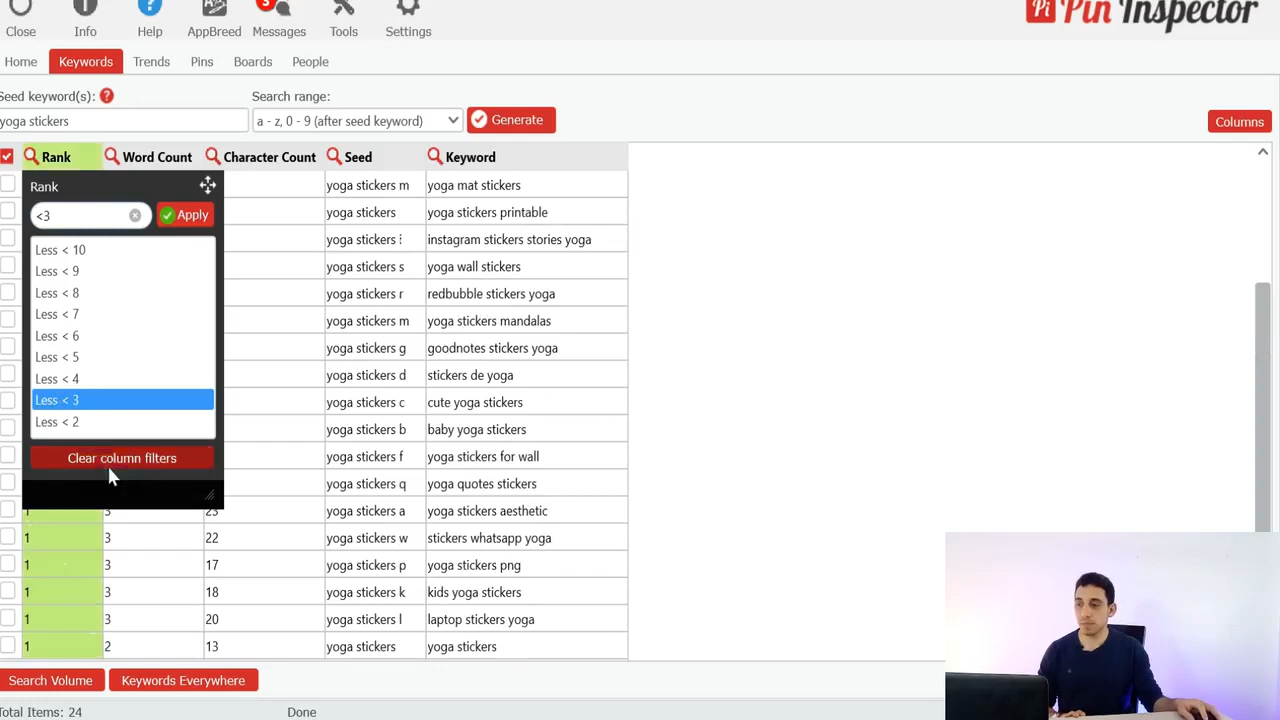 Close Info Help AppBreed Messages Tools Settings
Pi Pin Inspector
Home Keywords Trends Pins Boards People
Seed keyword(s): ? Search range:
yoga stickers a - z, 0 - 9 (after seed keyword) Generate
Columns
Rank Word Count Character Count Seed Keyword
Rank
<3 Apply
Less < 10
Less < 9
Less < 8
Less < 7
Less < 6
Less < 5
Less < 4
Less < 3
Less < 2
Clear column filters
yoga stickers m yoga mat stickers
yoga stickers yoga stickers printable
yoga stickers i instagram stickers stories yoga
yoga stickers s yoga wall stickers
yoga stickers r redbubble stickers yoga
yoga stickers m yoga stickers mandalas
yoga stickers g goodnotes stickers yoga
yoga stickers d stickers de yoga
yoga stickers c cute yoga stickers
yoga stickers b baby yoga stickers
yoga stickers f yoga stickers for wall
yoga stickers q yoga quotes stickers
1 3 23 yoga stickers a yoga stickers aesthetic
1 3 22 yoga stickers w stickers whatsapp yoga
1 3 17 yoga stickers p yoga stickers png
1 3 18 yoga stickers k kids yoga stickers
1 3 20 yoga stickers l laptop stickers yoga
1 2 13 yoga stickers yoga stickers
Search Volume Keywords Everywhere
Total Items: 24 Done